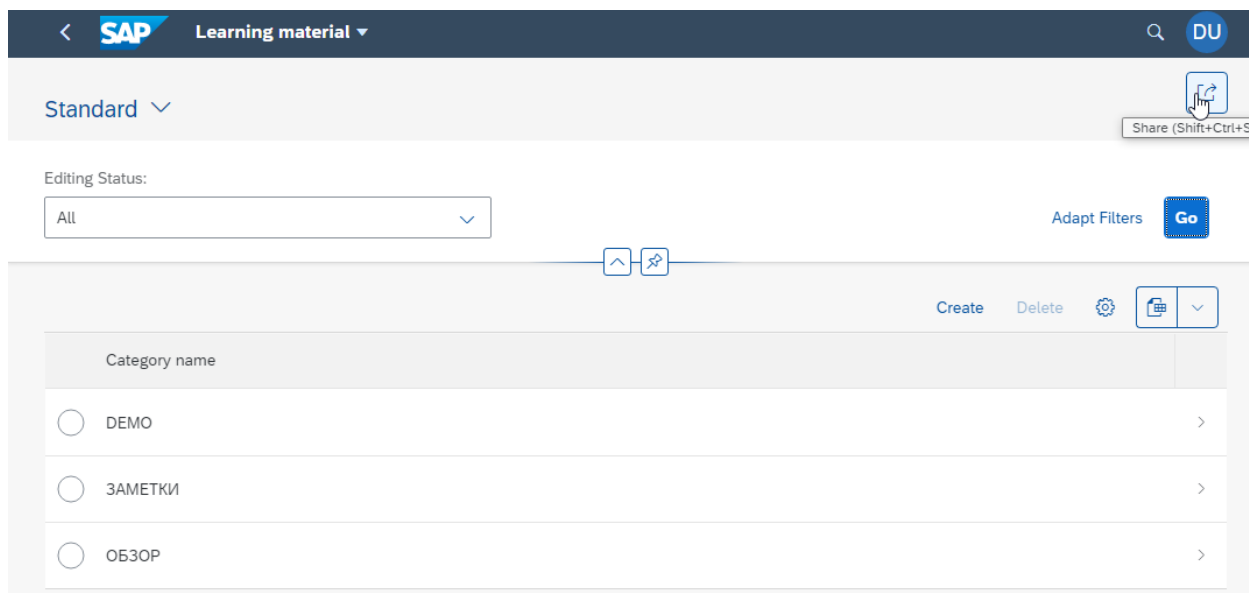 SAP Learning material DU
Standard
Share (Shift+Ctrl+S
Editing Status:
All Adapt Filters Go
Create Delete
Category name
DEMO
ЗАМЕТКИ
ОБЗОР